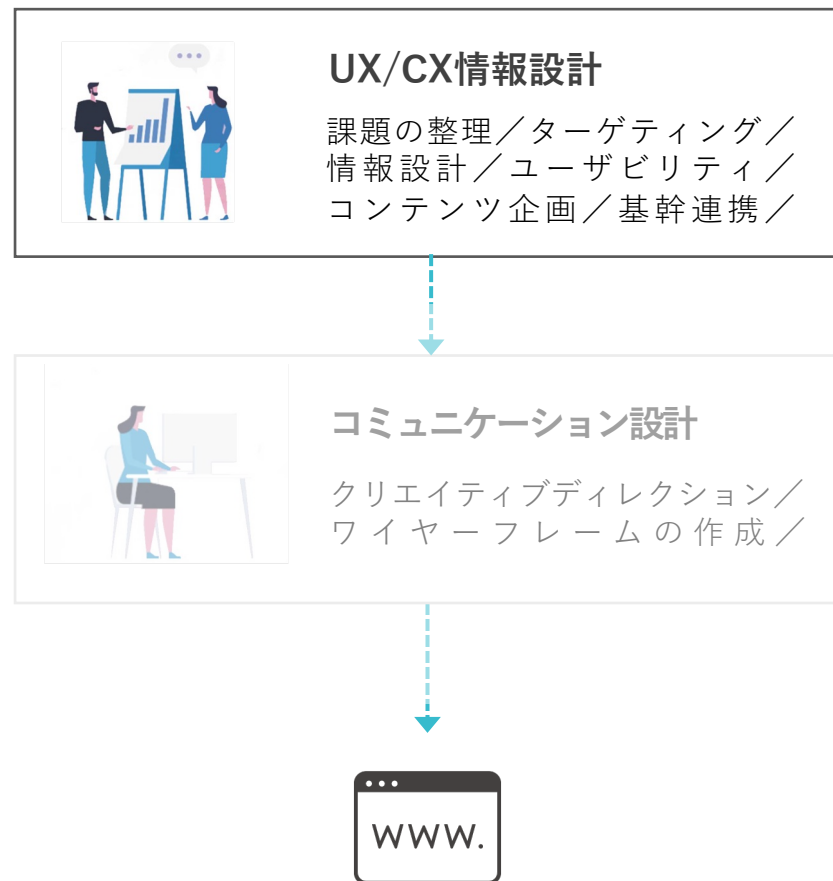 UX/CX情報設計
課題の整理／ターゲティング／
情報設計／ユーザビリティ／
コンテンツ企画／基幹連携／
コミュニケーション設計
クリエイティブディレクション／
ワイヤーフレームの作成／
WWW.